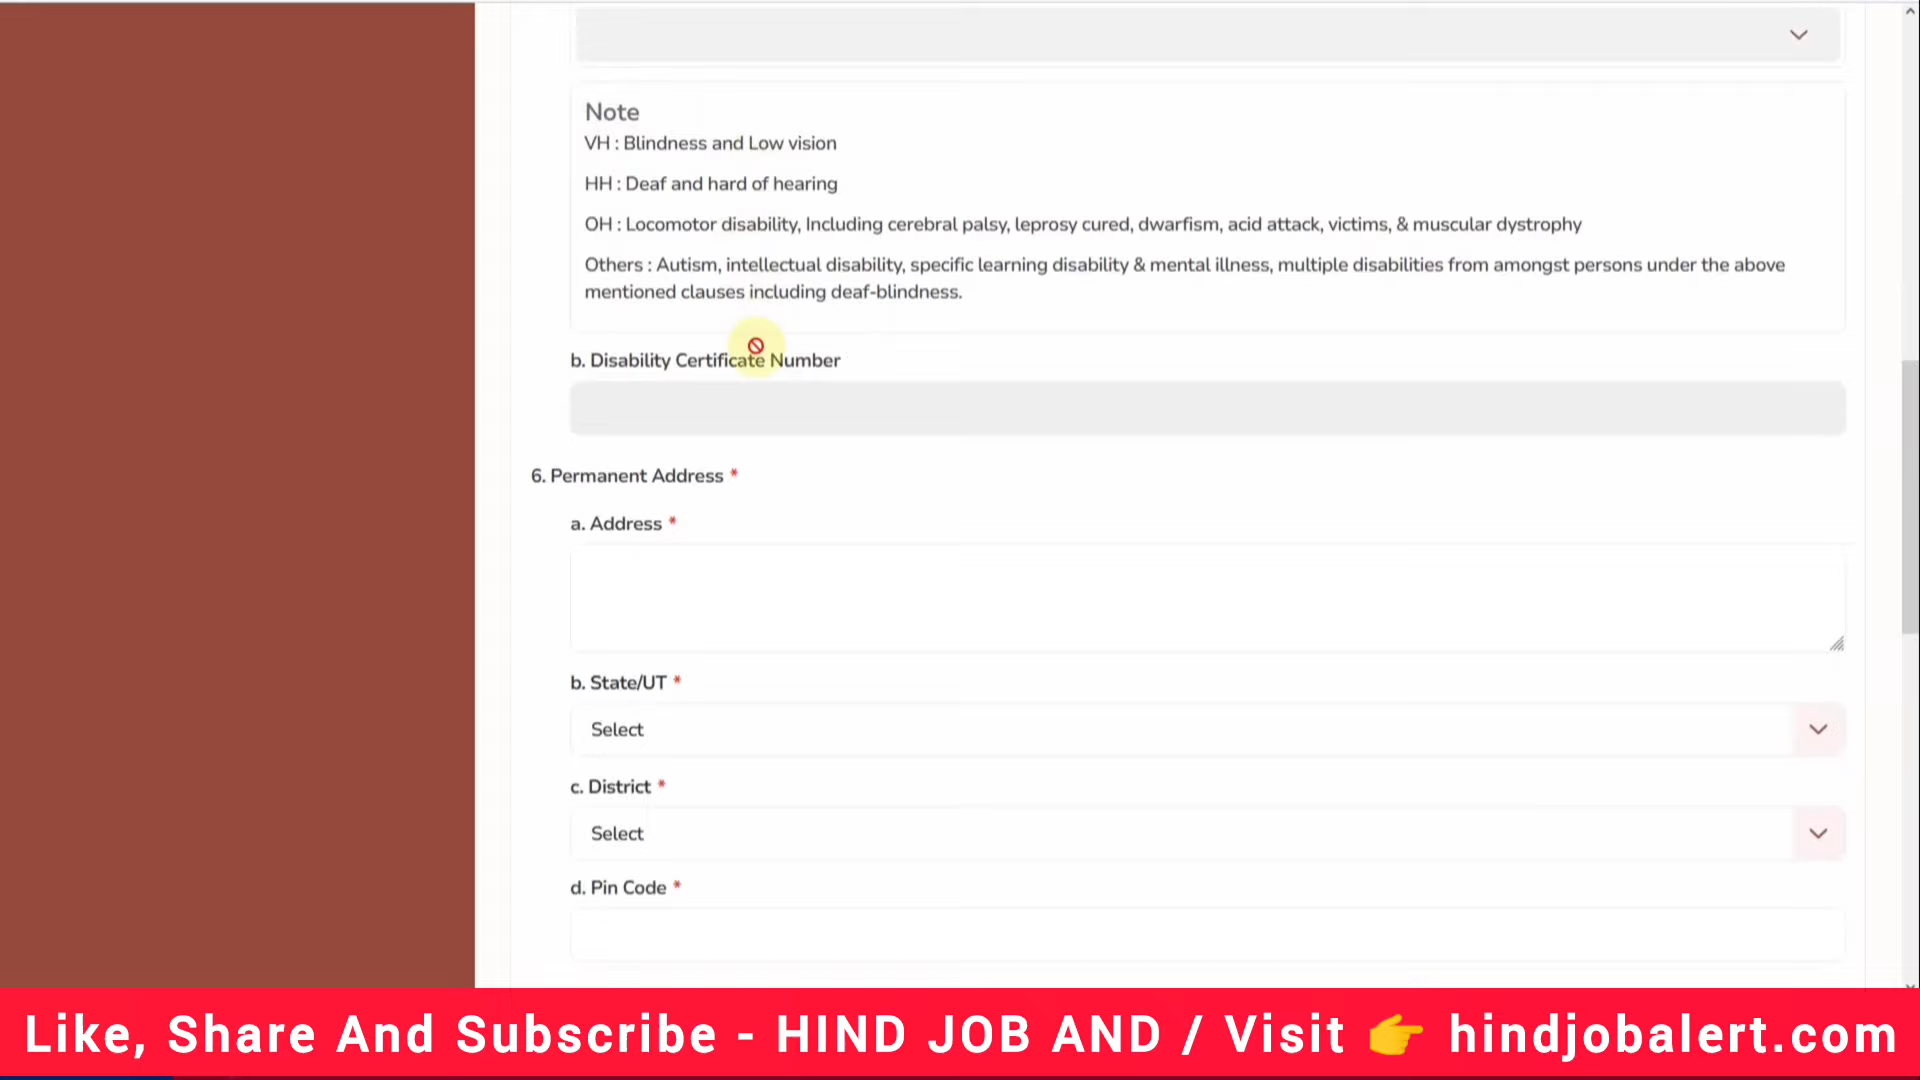 Note
VH : Blindness and Low vision
HH : Deaf and hard of hearing
OH : Locomotor disability, Including cerebral palsy, leprosy cured, dwarfism, acid attack, victims, & muscular dystrophy
Others : Autism, intellectual disability, specific learning disability & mental illness, multiple disabilities from amongst persons under the above
mentioned clauses including deaf-blindness.
b. Disability Certificate Number
6. Permanent Address *
a. Address *
b. State/UT *
Select
c. District *
Select
d. Pin Code *
Like, Share And Subscribe - HIND JOB AND / Visit 👉 hindjobalert.com